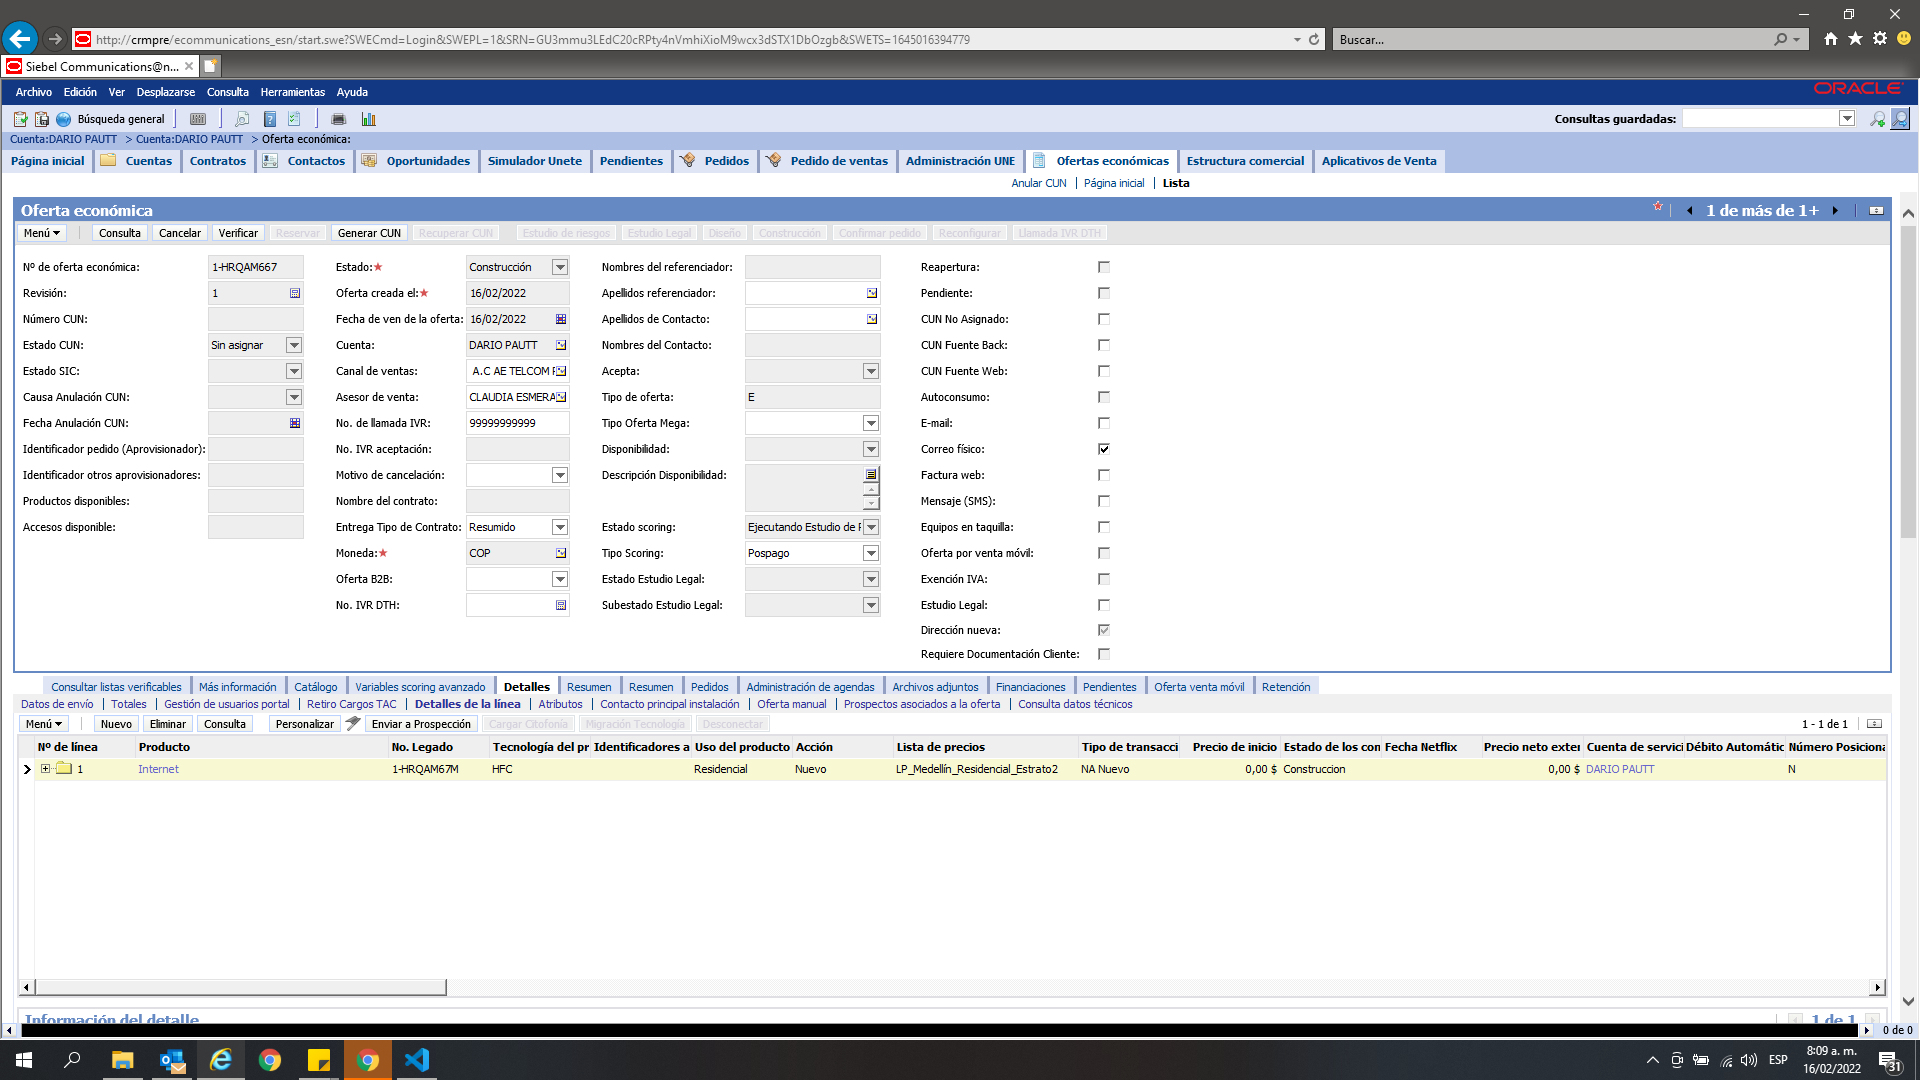 http://crmpre/ecommunications_esn/start.swe?SWECmd=Login&SWEPL=1&SRN=GU3mmu3LEdC20cRPty4nVmhiXioM9wcx3dSTX1DbOzgb&SWETS=1645016394779
Buscar...
Siebel Communications@n...
Archivo Edición Ver Desplazarse Consulta Herramientas Ayuda
ORACLE
Búsqueda general
Consultas guardadas:
Cuenta:DARIO PAUTT > Cuenta:DARIO PAUTT > Oferta económica:
Página inicial Cuentas Contratos Contactos Oportunidades Simulador Unete Pendientes Pedidos Pedido de ventas Administración UNE Ofertas económicas Estructura comercial Aplicativos de Venta
Anular CUN Página inicial Lista
Oferta económica
1 de más de 1+
Menú Consulta Cancelar Verificar Reservar Generar CUN Recuperar CUN Estudio de riesgos Estudio Legal Diseño Construcción Confirmar pedido Reconfigurar Llamada IVR DTH
Nº de oferta económica: 1-HRQAM667 Estado:★ Construcción Nombres del referenciador: Reapertura:
Revisión: 1 Oferta creada el:★ 16/02/2022 Apellidos referenciador: Pendiente:
Número CUN: Fecha de ven de la oferta: 16/02/2022 Apellidos de Contacto: CUN No Asignado:
Estado CUN: Sin asignar Cuenta: DARIO PAUTT Nombres del Contacto: CUN Fuente Back:
Estado SIC: Canal de ventas: A.C AE TELCOM Acepta: CUN Fuente Web:
Causa Anulación CUN: Asesor de venta: CLAUDIA ESMERA Tipo de oferta: E Autoconsumo:
Fecha Anulación CUN: No. de llamada IVR: 99999999999 Tipo Oferta Mega: E-mail:
Identificador pedido (Aprovisionador): No. IVR aceptación: Disponibilidad: Correo físico:
Identificador otros aprovisionadores: Motivo de cancelación: Descripción Disponibilidad: Factura web:
Productos disponibles: Nombre del contrato: Mensaje (SMS):
Accesos disponible: Entrega Tipo de Contrato: Resumido Estado scoring: Ejecutando Estudio de Equipos en taquilla:
Moneda:★ COP Tipo Scoring: Pospago Oferta por venta móvil:
Oferta B2B: Estado Estudio Legal: Exención IVA:
No. IVR DTH: Subestado Estudio Legal: Estudio Legal:
Dirección nueva:
Requiere Documentación Cliente:
Consultar listas verificables Más información Catálogo Variables scoring avanzado Detalles Resumen Resumen Pedidos Administración de agendas Archivos adjuntos Financiaciones Pendientes Oferta venta móvil Retención
Datos de envío Totales Gestión de usuarios portal Retiro Cargos TAC Detalles de la línea Atributos Contacto principal instalación Oferta manual Prospectos asociados a la oferta Consulta datos técnicos
Menú Nuevo Eliminar Consulta Personalizar Enviar a Prospección Cargar Citofonía Migración Tecnología Desconectar
1 - 1 de 1
Nº de línea Producto No. Legado Tecnología del pr Identificadores a Uso del producto Acción Lista de precios Tipo de transacci Precio de inicio Estado de los con Fecha Netflix Precio neto exter Cuenta de servici Débito Automátic Número Posiciona
1 Internet 1-HRQAM67M HFC Residencial Nuevo LP_Medellín_Residencial_Estrato2 NA Nuevo 0,00 $ Construccion 0,00 $ DARIO PAUTT N
Información del detalle
1 de 1
0 de 0
ESP
8:09 a. m.
16/02/2022
31